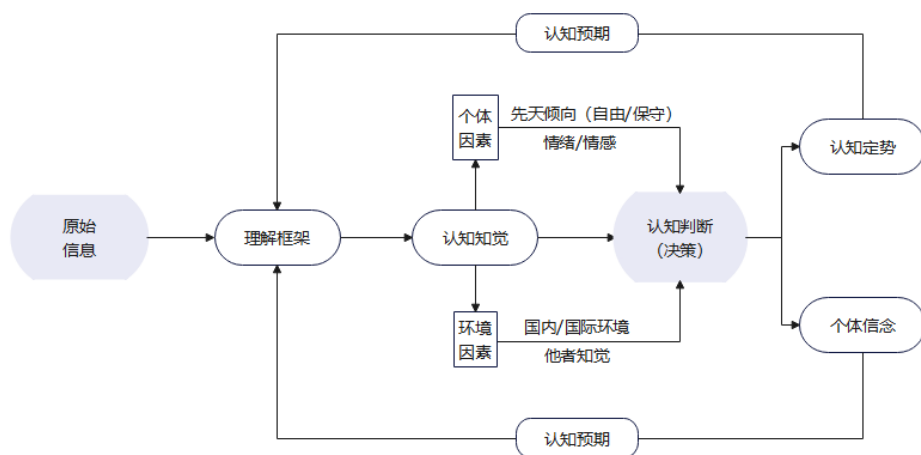 认知预期
个体
因素
先天倾向（自由/保守）
情绪/情感
认知定势
原始
信息
理解框架
认知知觉
认知判断
（决策）
环境
因素
国内/国际环境
他者知觉
个体信念
认知预期